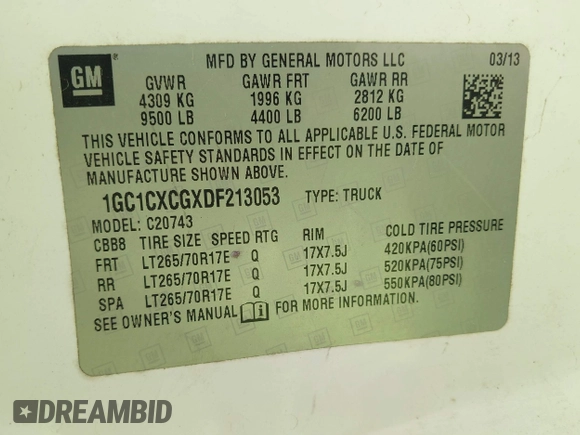 GM
MFD BY GENERAL MOTORS LLC 03/13
GVWR GAWR FRT GAWR RR
4309 KG 1996 KG 2812 KG
9500 LB 4400 LB 6200 LB
THIS VEHICLE CONFORMS TO ALL APPLICABLE U.S. FEDERAL MOTOR
VEHICLE SAFETY STANDARDS IN EFFECT ON THE DATE OF
MANUFACTURE SHOWN ABOVE.
1GC1CXCGXDF213053 TYPE: TRUCK
MODEL: C20743
CBB8 TIRE SIZE SPEED RTG RIM COLD TIRE PRESSURE
FRT LT265/70R17E Q 17X7.5J 420KPA(60PSI)
RR LT265/70R17E Q 17X7.5J 520KPA(75PSI)
SPA LT265/70R17E Q 17X7.5J 550KPA(80PSI)
SEE OWNER'S MANUAL FOR MORE INFORMATION.
DREAMBID